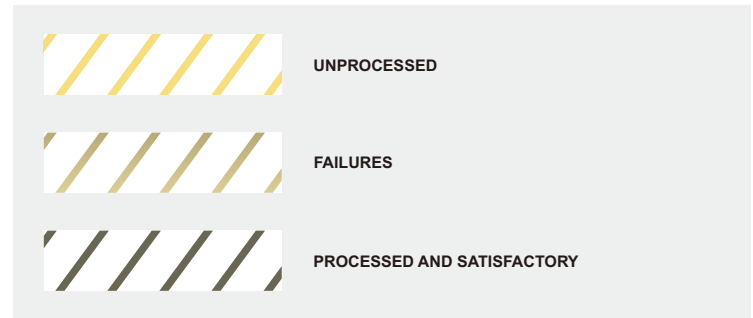 UNPROCESSED
FAILURES
PROCESSED AND SATISFACTORY